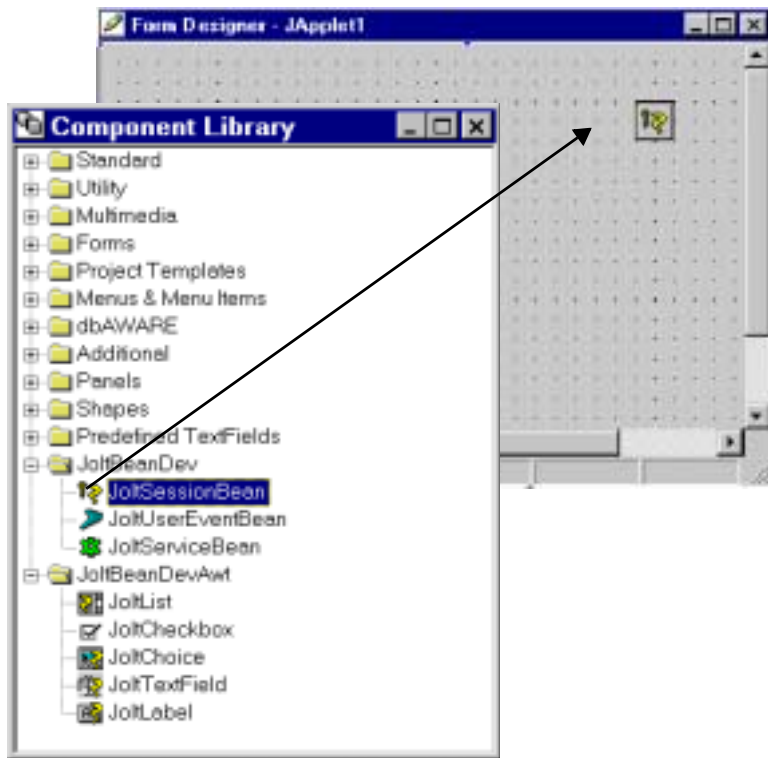 Form Designer - JApplet1
Component Library
Standard
Utility
Multimedia
Forms
Project Templates
Menus & Menu Items
dbAWARE
Additional
Panels
Shapes
Predefined TextFields
JoltBeanDev
JoltSessionBean
JoltUserEventBean
JoltServiceBean
JoltBeanDevAwt
JoltList
JoltCheckbox
JoltChoice
JoltTextField
JoltLabel